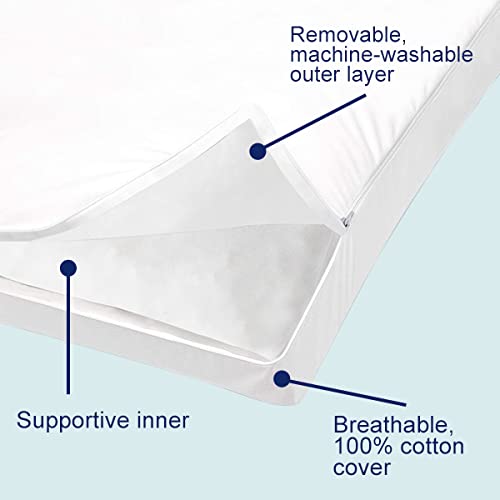 Removable,
machine-washable
outer layer
Supportive inner
Breathable,
100% cotton
cover